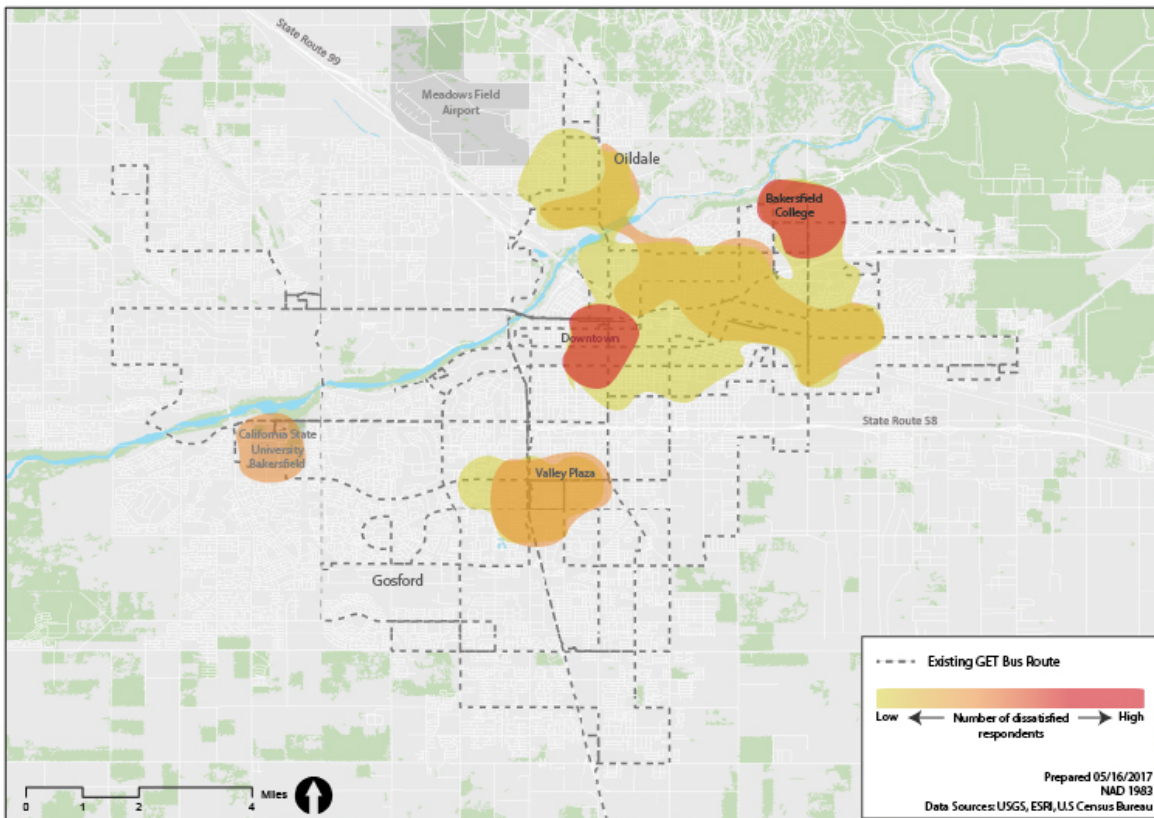 State Route 99
Meadows Field
Airport
Oildale
Bakersfield
College
Downtown
State Route 58
California State
University
Bakersfield
Valley Plaza
Gosford
Existing GET Bus Route
Low
Number of dissatisfied
respondents
High
0
1
2
4
Miles
Prepared 05/16/2017
NAD 1983
Data Sources: USGS, ESRI, U.S Census Bureau